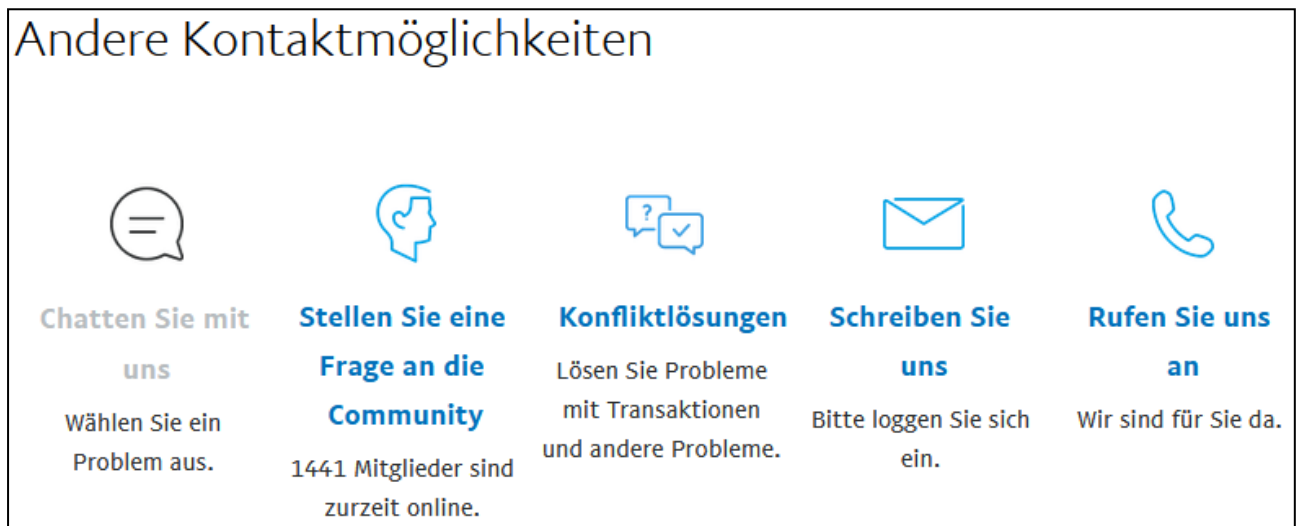 Andere Kontaktmöglichkeiten
?
Chatten Sie mit
uns
Wählen Sie ein
Problem aus.
Stellen Sie eine
Frage an die
Community
1441 Mitglieder sind
zurzeit online.
Konfliktlösungen
Lösen Sie Probleme
mit Transaktionen
und andere Probleme.
Schreiben Sie
uns
Bitte loggen Sie sich
ein.
Rufen Sie uns
an
Wir sind für Sie da.